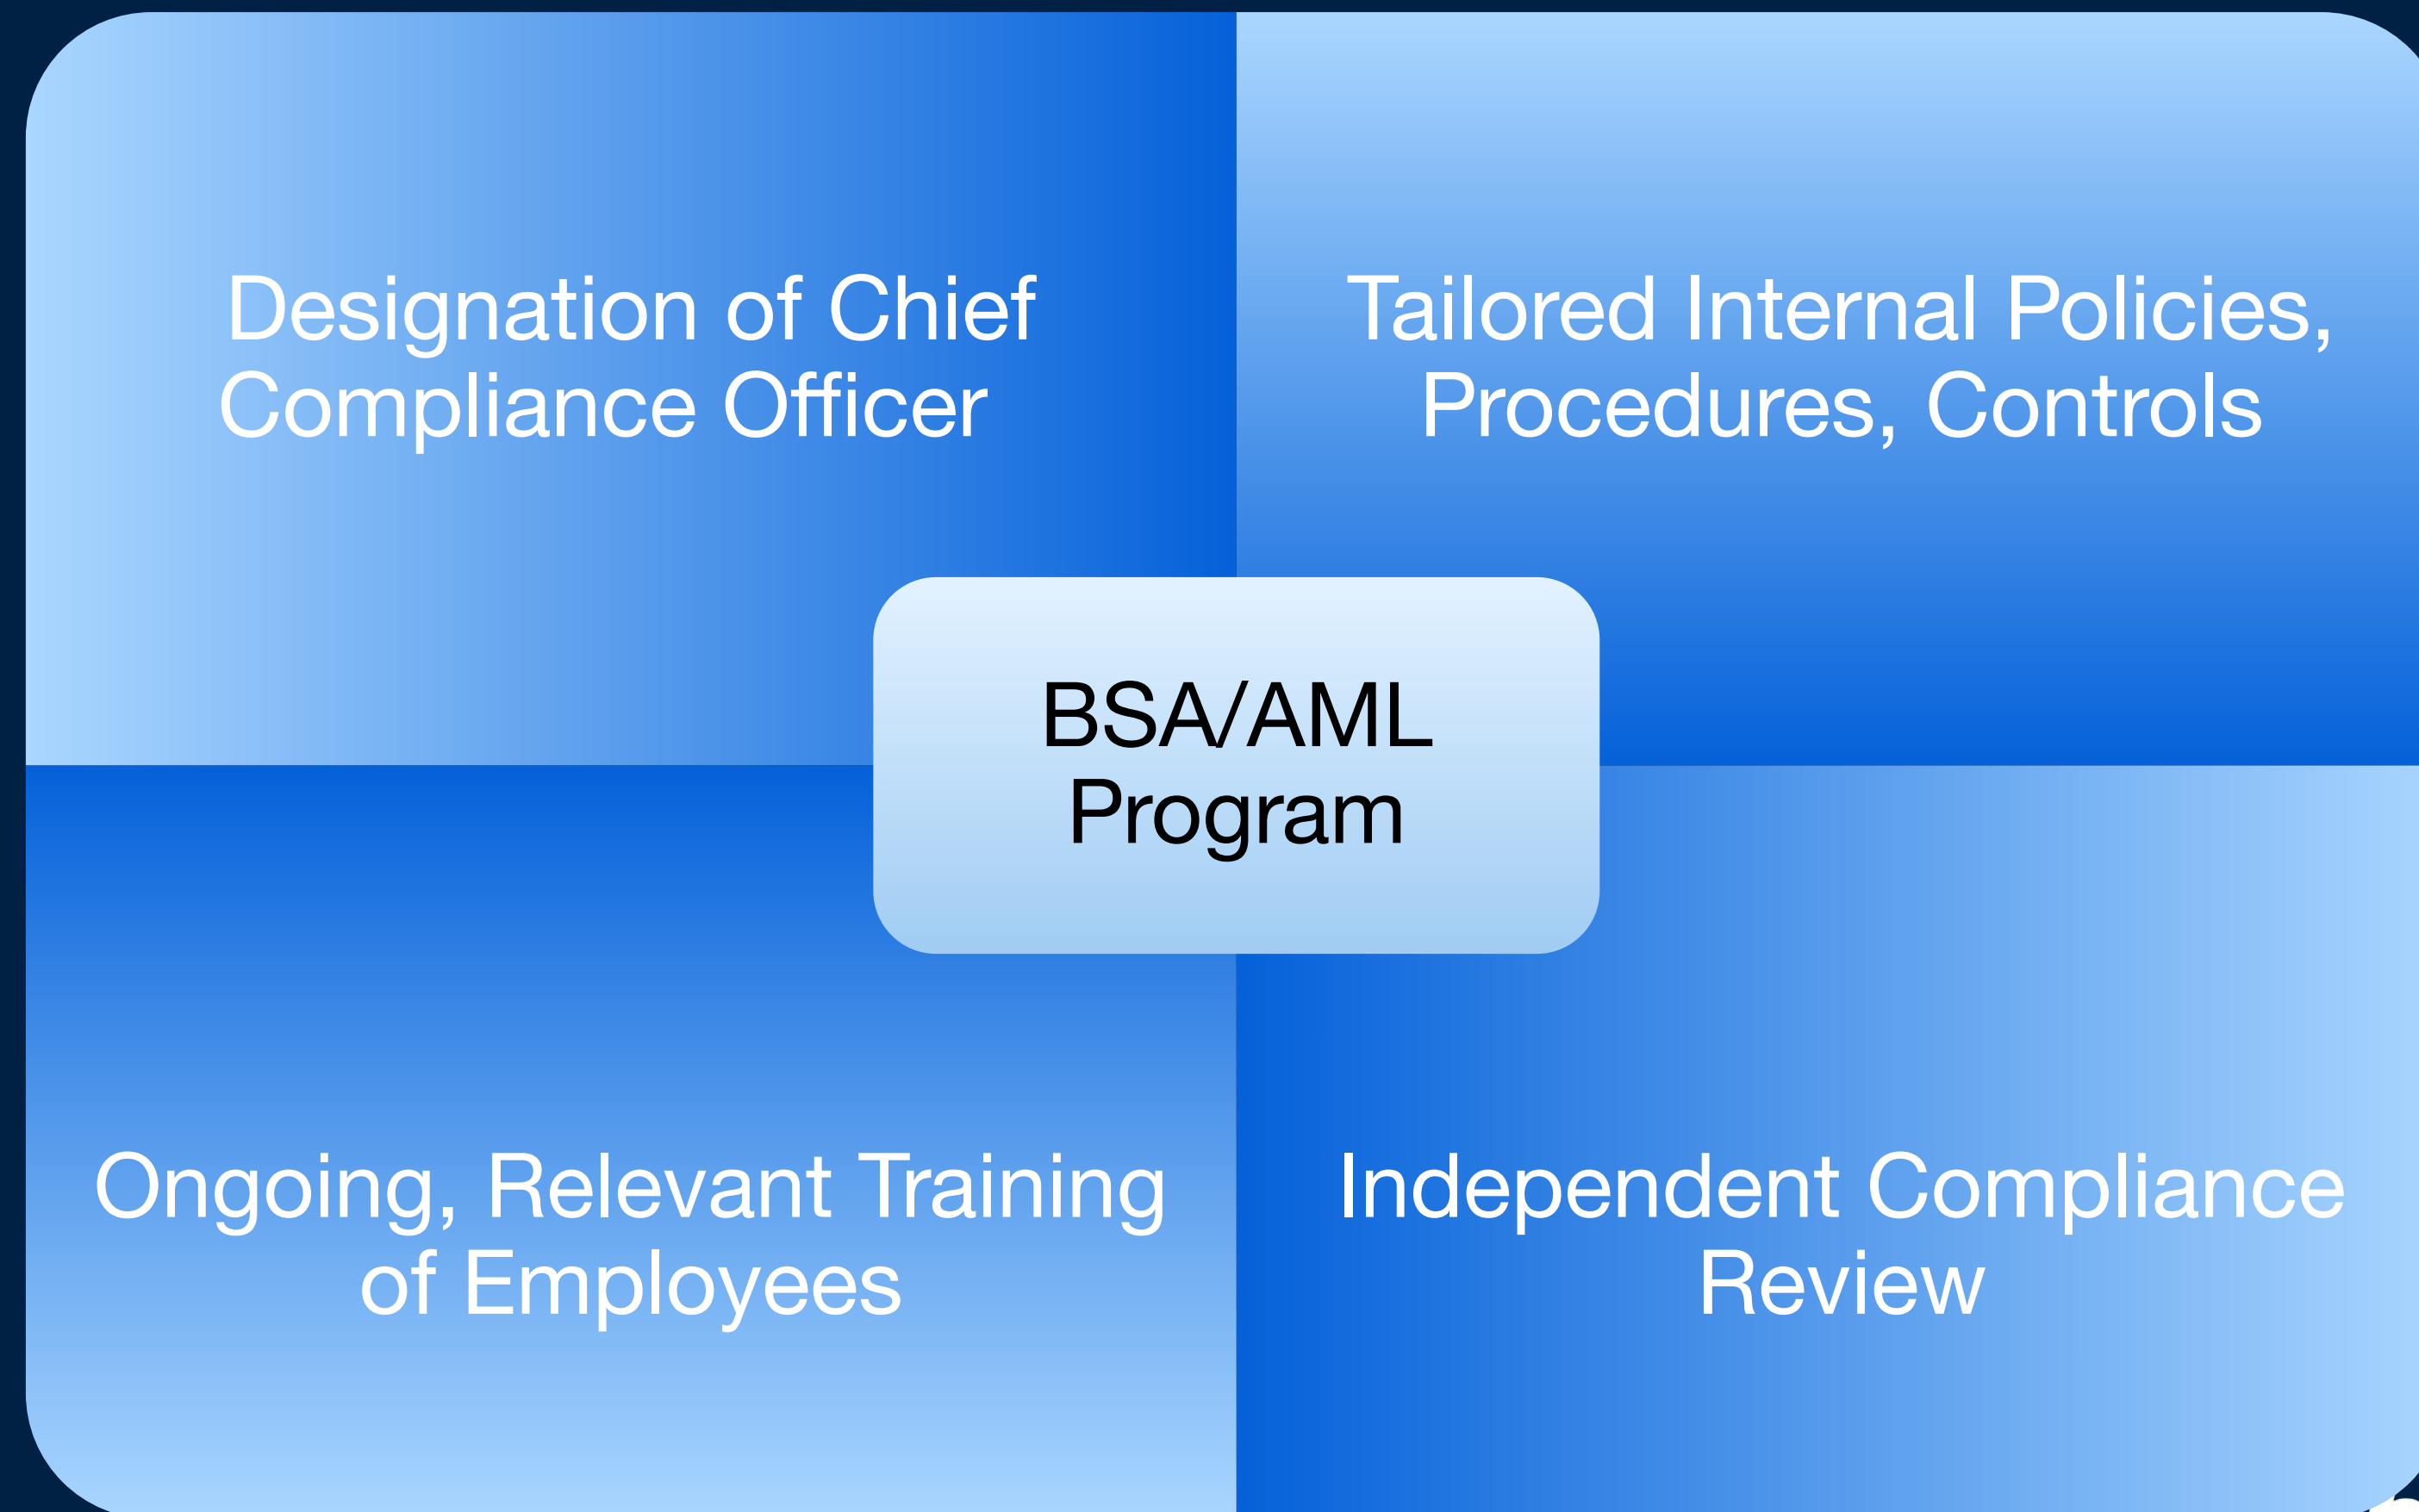 Designation of Chief
Compliance Officer
Tailored Internal Policies,
Procedures, Controls
BSA/AML
Program
Ongoing, Relevant Training
of Employees
Independent Compliance
Review